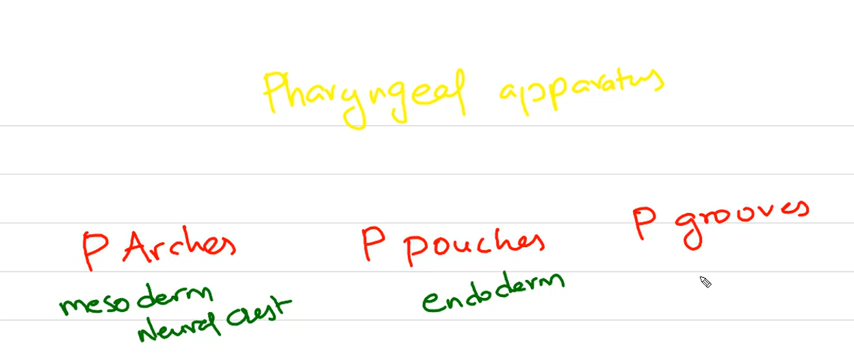 Pharyngeal apparatus
P Arches P pouches P grooves
mesoderm endoderm
Neural crest